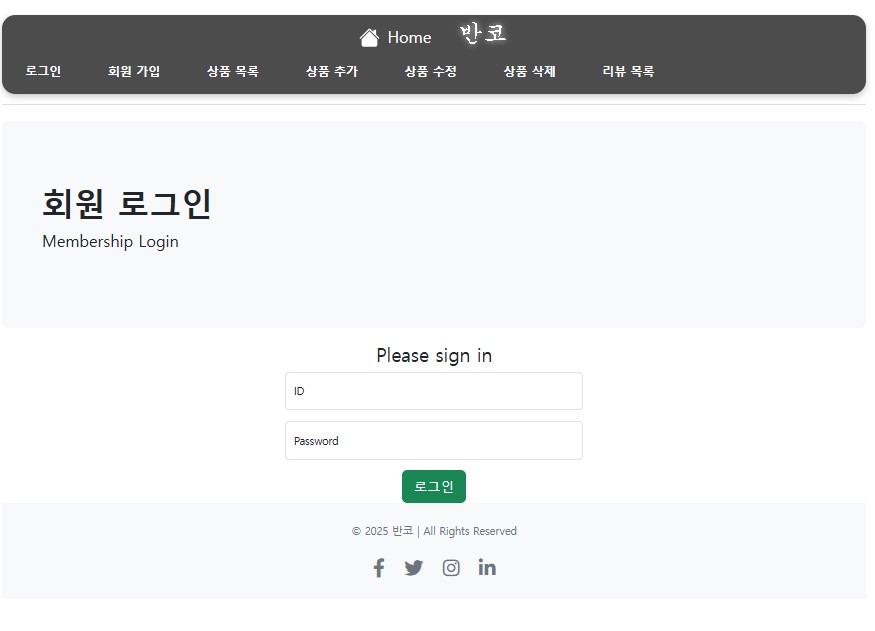 Home 반코
로그인 회원 가입 상품 목록 상품 추가 상품 수정 상품 삭제 리뷰 목록
회원 로그인
Membership Login
Please sign in
ID
Password
로그인
© 2025 반코 | All Rights Reserved